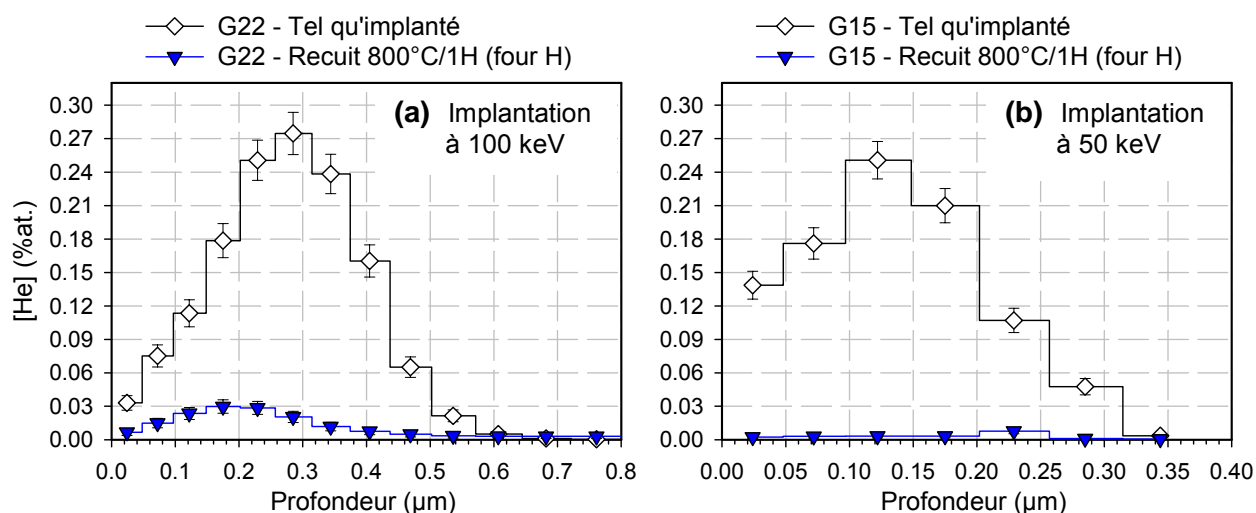 G22 - Tel qu'implanté
G22 - Recuit 800°C/1H (four H)
G15 - Tel qu'implanté
G15 - Recuit 800°C/1H (four H)
[He] (%at.)
0.30
0.27
0.24
0.21
0.18
0.15
0.12
0.09
0.06
0.03
0.00
(a) Implantation
à 100 keV
0.0 0.1 0.2 0.3 0.4 0.5 0.6 0.7 0.8
Profondeur (µm)
0.30
0.27
0.24
0.21
0.18
0.15
0.12
0.09
0.06
0.03
0.00
(b) Implantation
à 50 keV
0.00 0.10 0.20 0.25 0.30 0.35 0.40
Profondeur (µm)